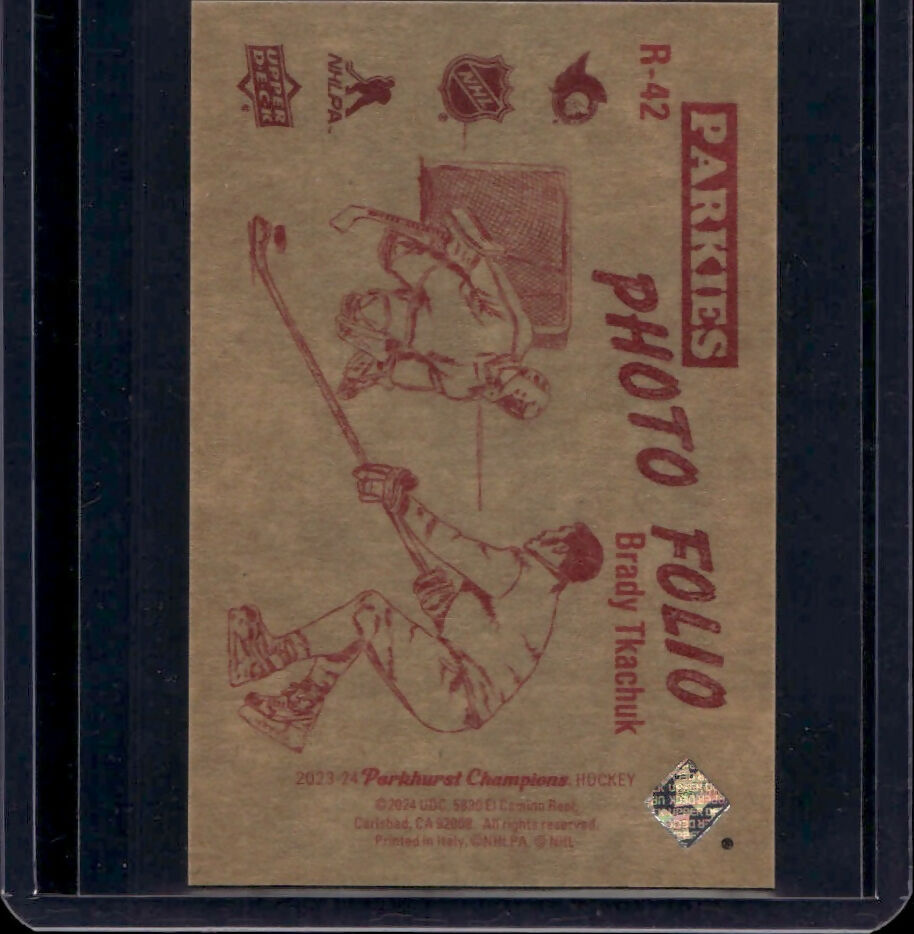 PARKIES
PHOTO FOLIO
R-42
Brady Tkachuk
NHL
NHLPA
UPPER DECK
2023-24 Parkhurst Champions HOCKEY
©2024 UDC, 5830 El Camino Real,
Carlsbad, CA 92008. All rights reserved.
Printed in Italy. ©NHLPA. © NHL